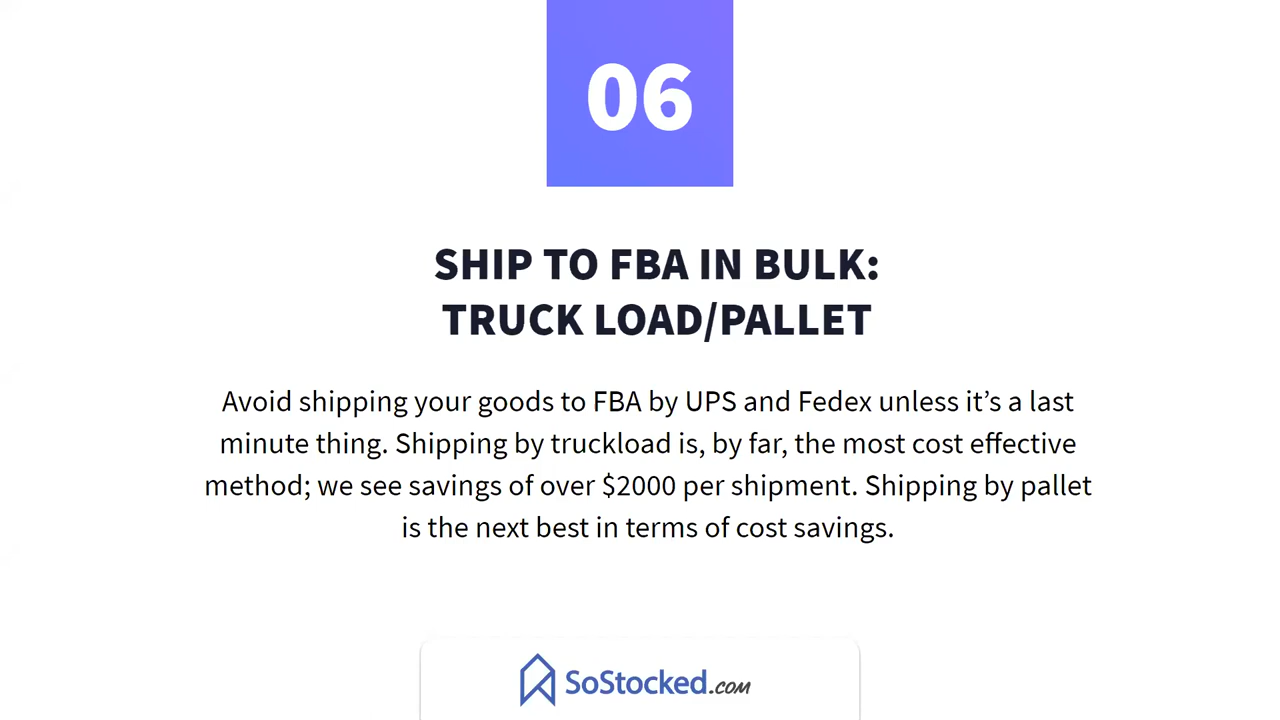 06
SHIP TO FBA IN BULK:
TRUCK LOAD/PALLET
Avoid shipping your goods to FBA by UPS and Fedex unless it’s a last
minute thing. Shipping by truckload is, by far, the most cost effective
method; we see savings of over $2000 per shipment. Shipping by pallet
is the next best in terms of cost savings.
SoStocked.COM